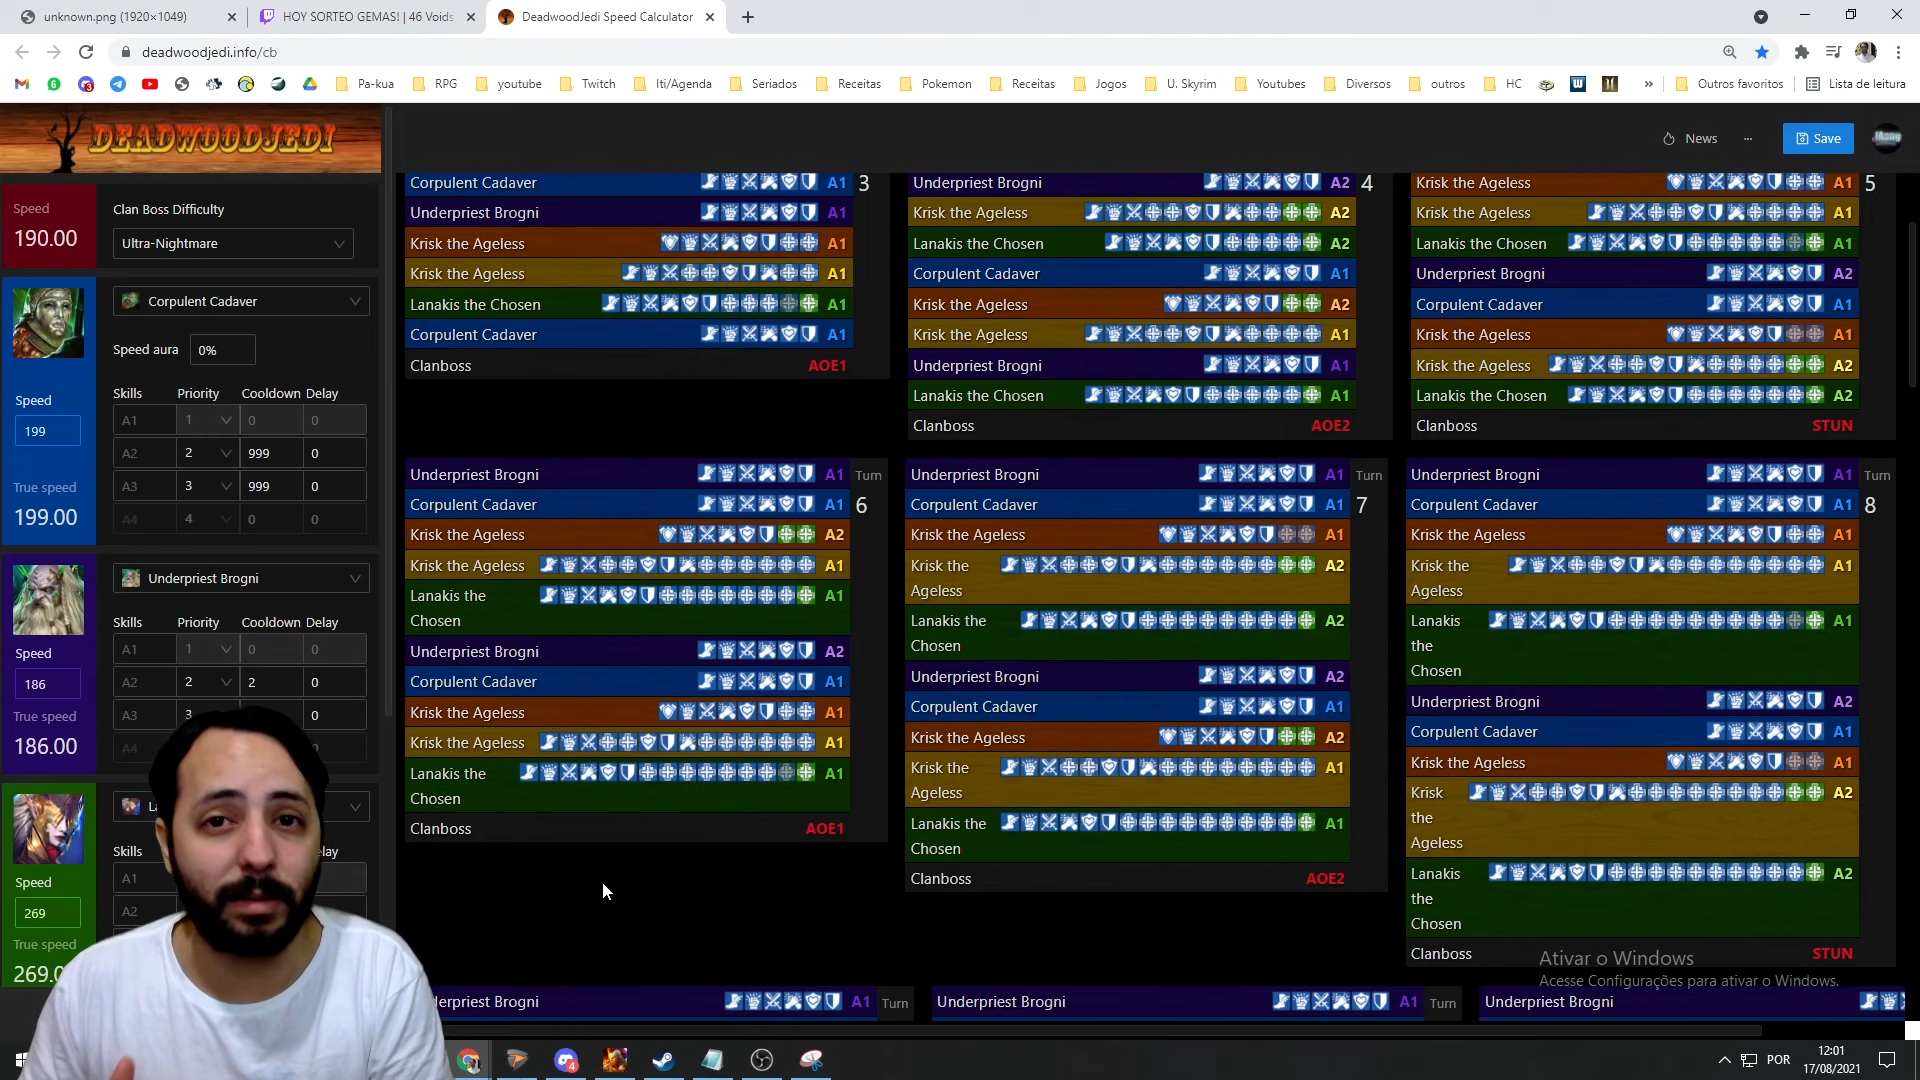 unknown.png (1920×1049)
HOY SORTEO GEMAS! | 46 Voids
DeadwoodJedi Speed Calculator
deadwoodjedi.info/cb
Pa-kua
RPG
youtube
Twitch
Iti/Agenda
Seriados
Receitas
Pokemon
Receitas
Jogos
U. Skyrim
Youtubes
Diversos
outros
HC
»
Outros favoritos
Lista de leitura
DEADWOODJEDI
News
Save
Speed
190.00
Clan Boss Difficulty
Ultra-Nightmare
Corpulent Cadaver
Speed aura 0%
Speed
199
True speed
199.00
Skills Priority Cooldown Delay
A1 1 0 0
A2 2 999 0
A3 3 999 0
A4 4 0 0
Underpriest Brogni
Skills Priority Cooldown Delay
Speed
186
True speed
186.00
A1 1 0 0
A2 2 2 0
A3 3 0
A4 0
Speed
269
True speed
269.0
Skills
A1
A2
elay
Corpulent Cadaver A1 3
Underpriest Brogni A1
Krisk the Ageless A1
Krisk the Ageless A1
Lanakis the Chosen A1
Corpulent Cadaver A1
Clanboss AOE1
Underpriest Brogni A2 4
Krisk the Ageless A2
Lanakis the Chosen A2
Corpulent Cadaver A1
Krisk the Ageless A2
Krisk the Ageless A1
Underpriest Brogni A1
Lanakis the Chosen A1
Clanboss AOE2
Krisk the Ageless A1 5
Krisk the Ageless A1
Lanakis the Chosen A1
Underpriest Brogni A2
Corpulent Cadaver A1
Krisk the Ageless A1
Krisk the Ageless A2
Lanakis the Chosen A2
Clanboss STUN
Underpriest Brogni A1 Turn
Corpulent Cadaver A1 6
Krisk the Ageless A2
Krisk the Ageless A1
Lanakis the
Chosen A1
Underpriest Brogni A2
Corpulent Cadaver A1
Krisk the Ageless A1
Krisk the Ageless A1
Lanakis the
Chosen A1
Clanboss AOE1
Underpriest Brogni A1 Turn
Corpulent Cadaver A1 7
Krisk the Ageless A1
Krisk the
Ageless A2
Lanakis the
Chosen A2
Underpriest Brogni A2
Corpulent Cadaver A1
Krisk the Ageless A2
Krisk the
Ageless A1
Lanakis the
Chosen A1
Clanboss AOE2
Underpriest Brogni A1 Turn
Corpulent Cadaver A1 8
Krisk the Ageless A1
Krisk the
Ageless A1
Lanakis
the
Chosen A1
Underpriest Brogni A2
Corpulent Cadaver A1
Krisk the Ageless A1
Krisk
the
Ageless A2
Lanakis
the
Chosen A2
Clanboss STUN
Ativar o Windows
Acesse Configurações para ativar o Windows.
derpriest Brogni A1 Turn
Underpriest Brogni A1 Turn
Underpriest Brogni
POR
12:01
17/08/2021